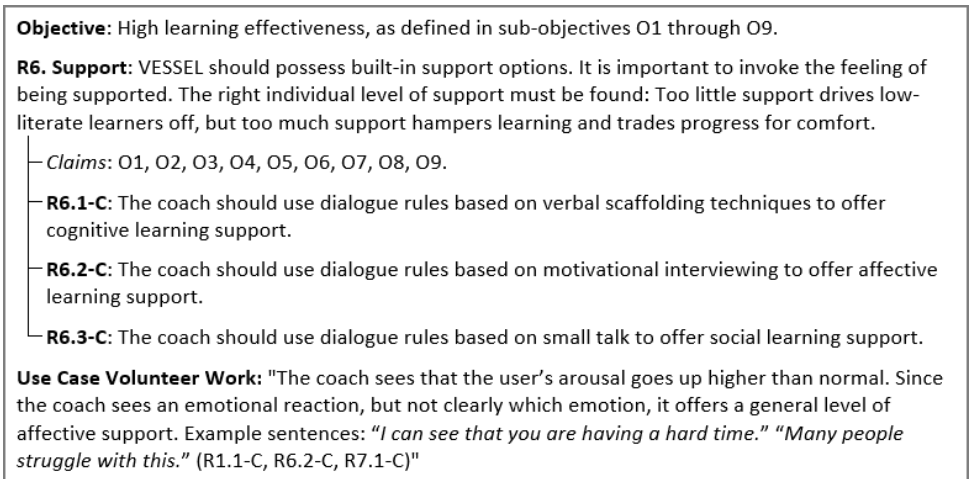 Objective: High learning effectiveness, as defined in sub-objectives O1 through O9.
R6. Support: VESSEL should possess built-in support options. It is important to invoke the feeling of
being supported. The right individual level of support must be found: Too little support drives low-
literate learners off, but too much support hampers learning and trades progress for comfort.
Claims: O1, O2, O3, O4, O5, O6, O7, O8, O9.
R6.1-C: The coach should use dialogue rules based on verbal scaffolding techniques to offer
cognitive learning support.
R6.2-C: The coach should use dialogue rules based on motivational interviewing to offer affective
learning support.
R6.3-C: The coach should use dialogue rules based on small talk to offer social learning support.
Use Case Volunteer Work: "The coach sees that the user's arousal goes up higher than normal. Since
the coach sees an emotional reaction, but not clearly which emotion, it offers a general level of
affective support. Example sentences: “I can see that you are having a hard time.” “Many people
struggle with this.” (R1.1-C, R6.2-C, R7.1-C)"